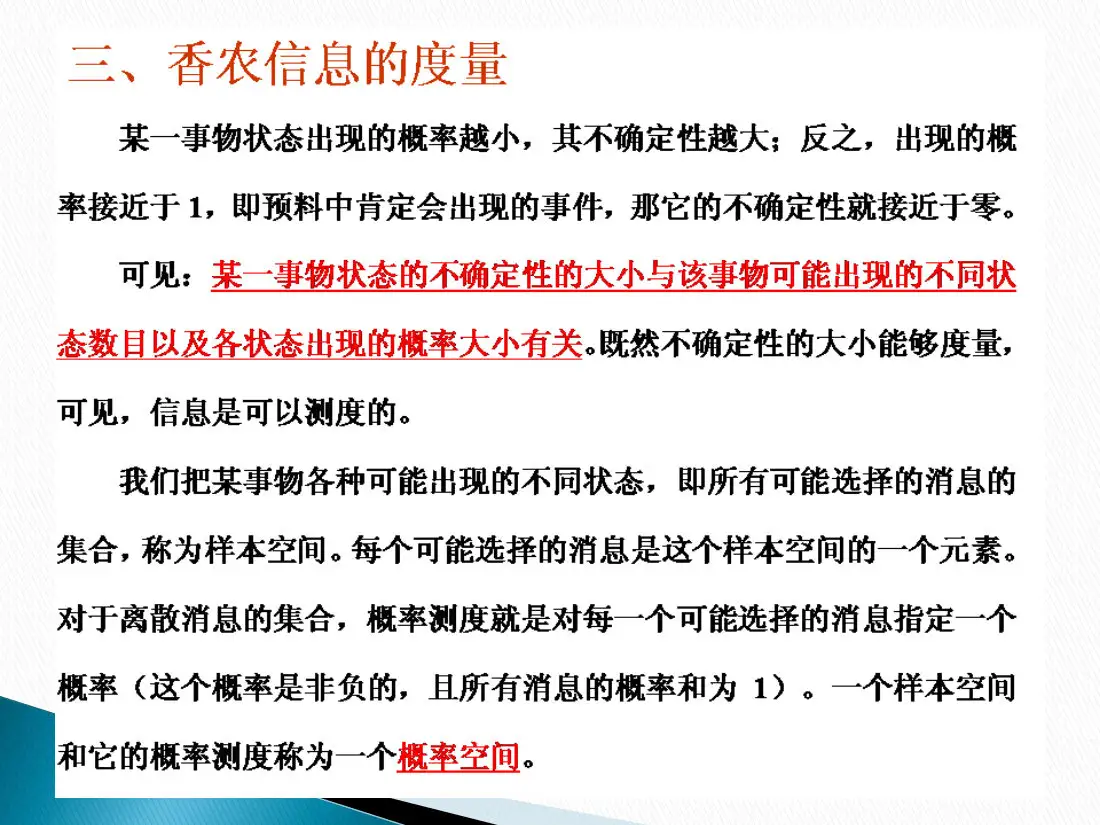 三、香农信息的度量
某一事物状态出现的概率越小，其不确定性越大；反之，出现的概
率接近于1，即预料中肯定会出现的事件，那它的不确定性就接近于零。
可见：某一事物状态的不确定性的大小与该事物可能出现的不同状
态数目以及各状态出现的概率大小有关。既然不确定性的大小能够度量，
可见，信息是可以测度的。
我们把某事物各种可能出现的不同状态，即所有可能选择的消息的
集合，称为样本空间。每个可能选择的消息是这个样本空间的一个元素。
对于离散消息的集合，概率测度就是对每一个可能选择的消息指定一个
概率（这个概率是非负的，且所有消息的概率和为 1）。一个样本空间
和它的概率测度称为一个概率空间。